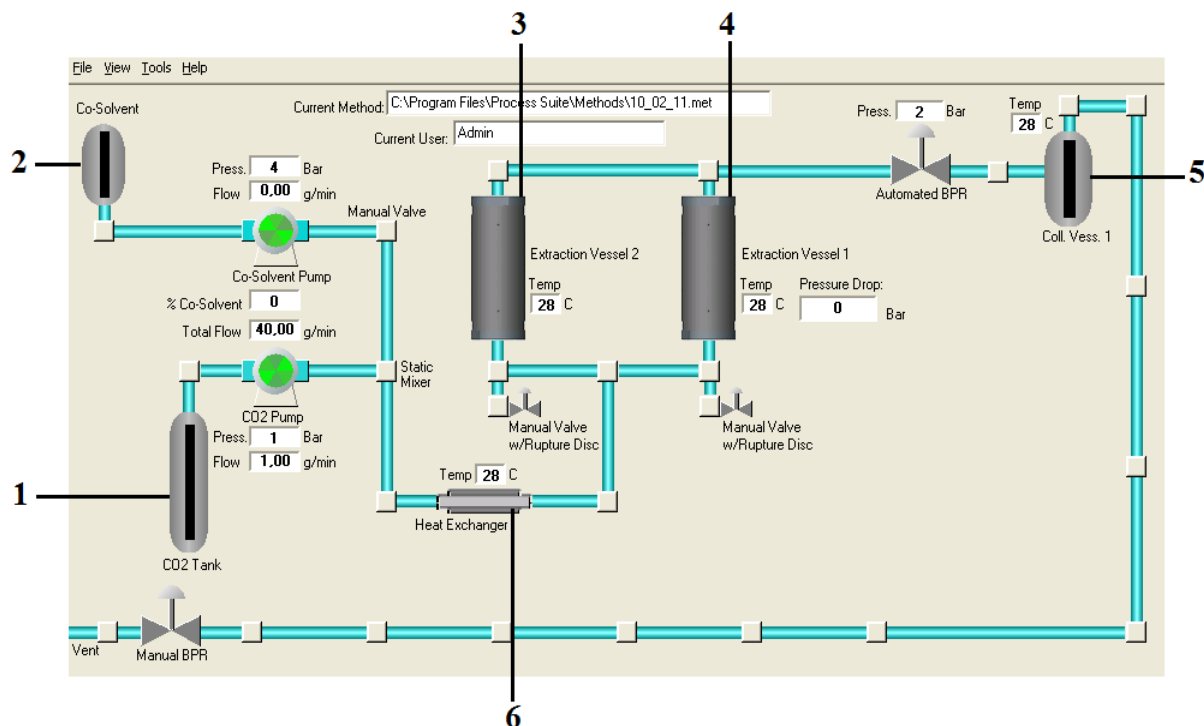 3
4
File View Tools Help
Co-Solvent
Current Method: C:\Program Files\Process Suite\Methods\10_02_11.met
Current User: Admin
Press. 2 Bar
Temp
28 C
2
Press. 4 Bar
Flow 0,00 g/min
Manual Valve
Automated BPR
5
Coll. Vess. 1
Co-Solvent Pump
Extraction Vessel 2
Temp
28 C
Extraction Vessel 1
Temp
28 C
Pressure Drop:
0 Bar
% Co-Solvent 0
Total Flow 40,00 g/min
Static
Mixer
CO2 Pump
Press. 1 Bar
Flow 1,00 g/min
Manual Valve
w/Rupture Disc
Manual Valve
w/Rupture Disc
1
Temp 28 C
Heat Exchanger
CO2 Tank
Vent
Manual BPR
6